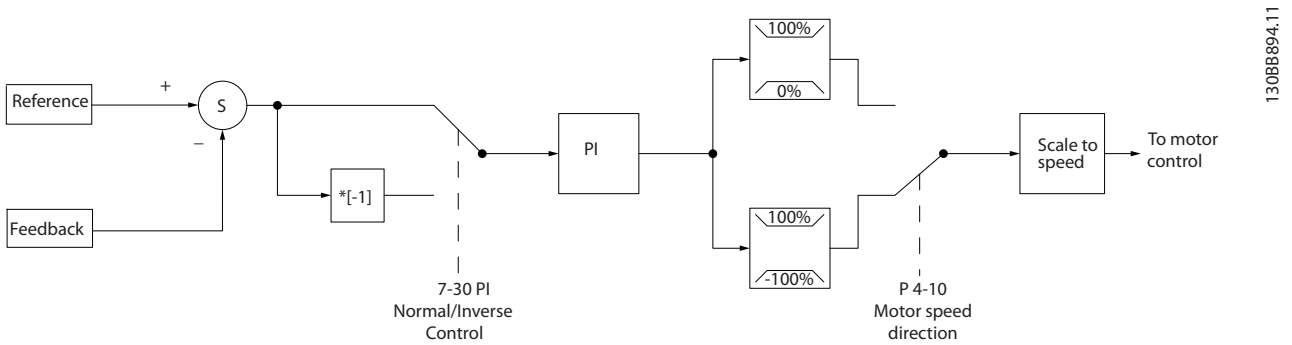 130BB894.11
100%
0%
Reference
+
S
–
*[-1]
PI
Scale to
speed
To motor
control
Feedback
100%
-100%
7-30 PI
Normal/Inverse
Control
P 4-10
Motor speed
direction